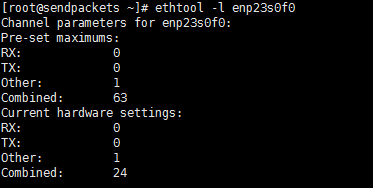 [root@sendpackets ~]# ethtool -l enp23s0f0
Channel parameters for enp23s0f0:
Pre-set maximums:
RX: 0
TX: 0
Other: 1
Combined: 63
Current hardware settings:
RX: 0
TX: 0
Other: 1
Combined: 24